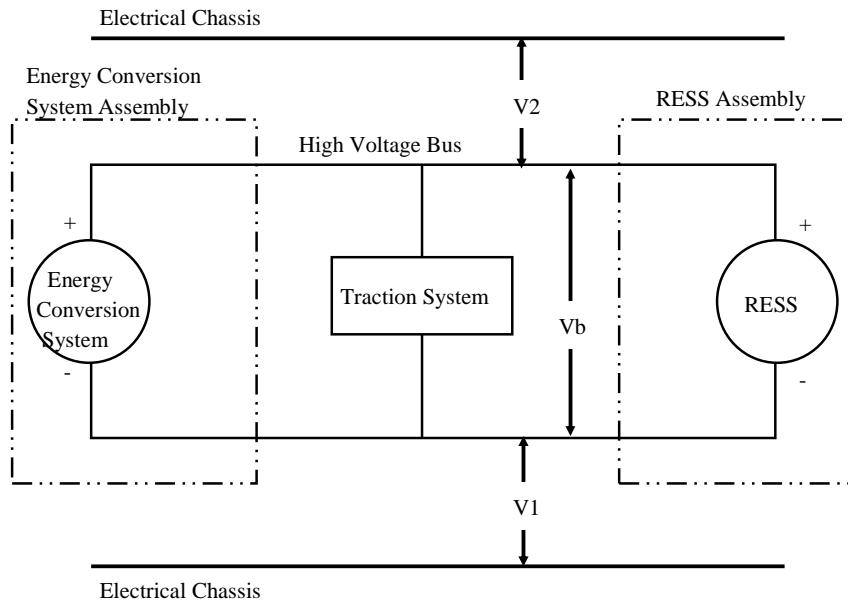 Electrical Chassis
Energy Conversion
System Assembly
V2
RESS Assembly
High Voltage Bus
+
+
Energy
Conversion
System
Traction System
Vb
RESS
-
-
V1
Electrical Chassis